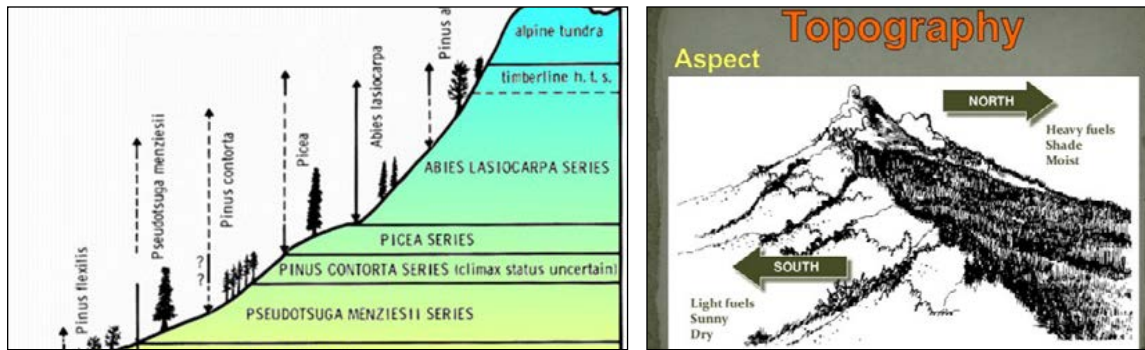 alpine tundra
timberline h.t.s.
ABIES LASIOCARPA SERIES
PICEA SERIES
PINUS CONTORTA SERIES (climax status uncertain)
PSEUDOTSUGA MENZIESII SERIES
Pinus flexilis
Pseudotsuga menziesii
?
?
Pinus contorta
Picea
Abies lasiocarpa
Pinus a
Topography
Aspect
NORTH
Heavy fuels
Shade
Moist
SOUTH
Light fuels
Sunny
Dry